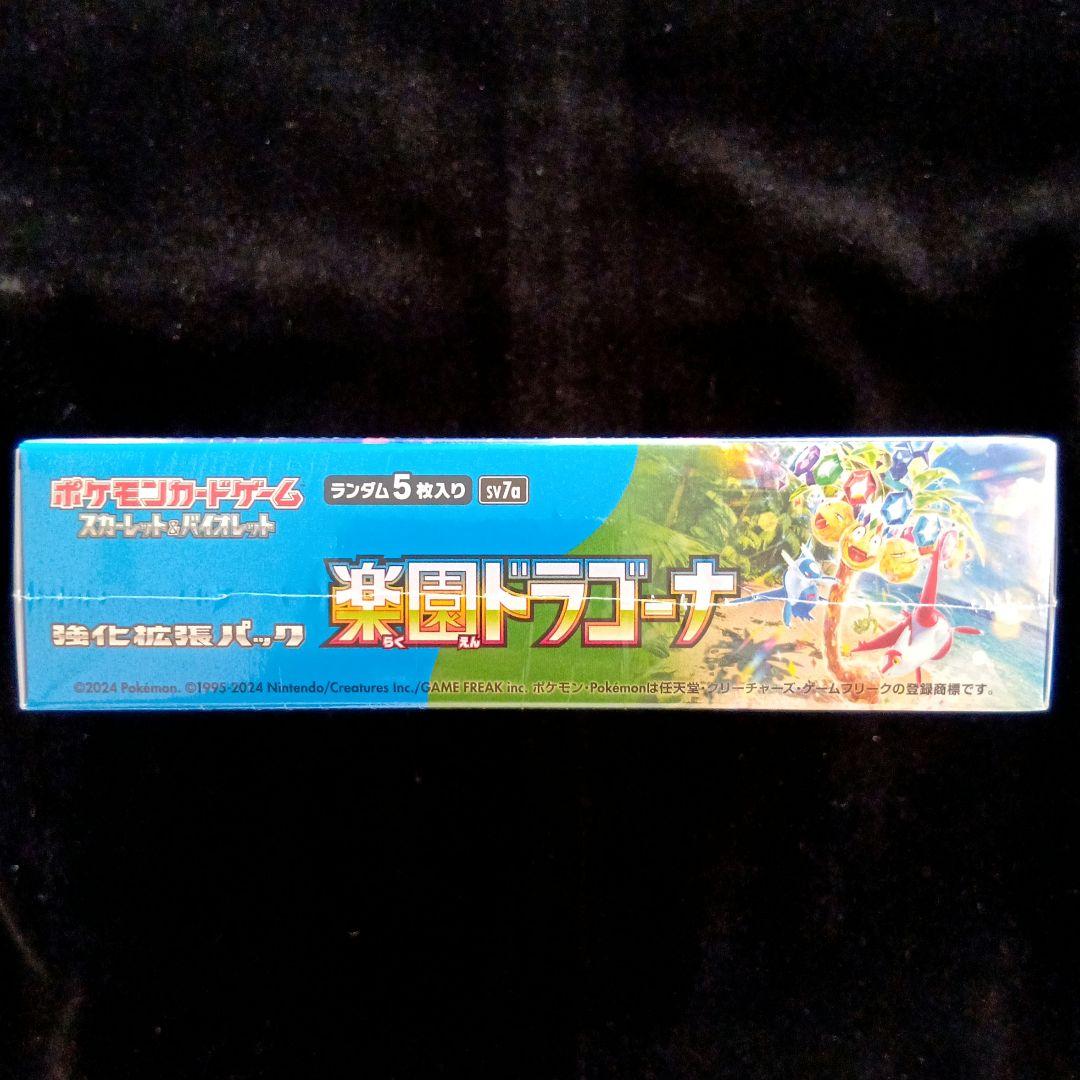 ポケモンカードゲーム
スカーレット&バイオレット
ランダム5枚入り
sv7a
強化拡張パック
楽園ドラゴーナ
らく えん
©2024 Pokémon. ©1995-2024 Nintendo/Creatures Inc./GAME FREAK inc. ポケモン・Pokémonは任天堂・クリーチャーズ・ゲームフリークの登録商標です。